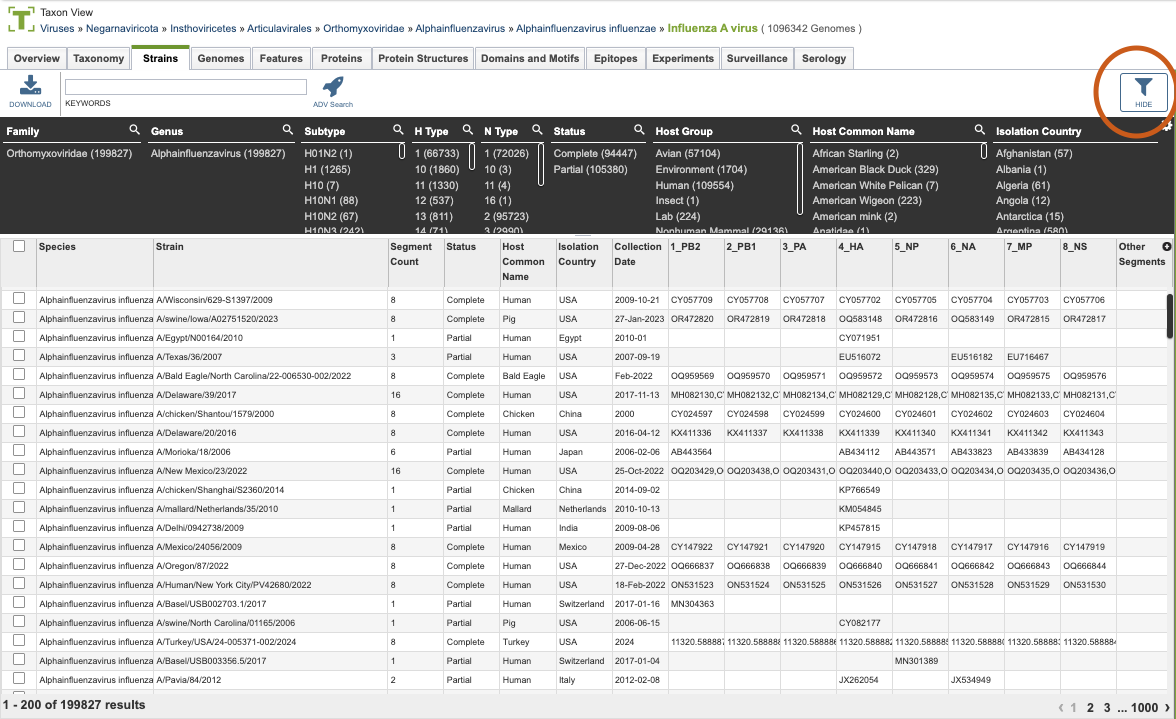 Taxon View
Viruses » Negarnaviricota » Insthoviricetes » Articulavirales » Orthomyxoviridae » Alphainfluenzavirus » Alphainfluenzavirus influenzae » Influenza A virus ( 1096342 Genomes )
Overview Taxonomy Strains Genomes Features Proteins Protein Structures Domains and Motifs Epitopes Experiments Surveillance Serology
DOWNLOAD KEYWORDS ADV Search HIDE
Family Genus Subtype H Type N Type Status Host Group Host Common Name Isolation Country
Orthomyxoviridae (199827) Alphainfluenzavirus (199827) H01N2 (1) 1 (66733) 1 (72026) Complete (94447) Avian (57104) African Starling (2) Afghanistan (57)
H1 (1265) 10 (1860) 10 (3) Partial (105380) Environment (1704) American Black Duck (329) Albania (1)
H10 (7) 11 (1330) 11 (4) Human (109554) American White Pelican (7) Algeria (61)
H10N1 (88) 12 (537) 16 (1) Insect (1) American Wigeon (223) Angola (12)
H10N2 (67) 13 (811) 2 (95723) Lab (224) American mink (2) Antarctica (15)
H10N3 (242) 14 (71) 3 (2990) Nonhuman Mammal (29136) Anatidae (1) Argentina (580)
Species Strain Segment Count Status Host Common Name Isolation Country Collection Date 1_PB2 2_PB1 3_PA 4_HA 5_NP 6_NA 7_MP 8_NS Other Segments
Alphainfluenzavirus influenza A/Wisconsin/629-S1397/2009 8 Complete Human USA 2009-10-21 CY057709 CY057708 CY057707 CY057702 CY057705 CY057704 CY057703 CY057706
Alphainfluenzavirus influenza A/swine/Iowa/A02751520/2023 8 Complete Pig USA 27-Jan-2023 OR472820 OR472819 OR472818 OQ583148 OR472816 OQ583149 OR472815 OR472817
Alphainfluenzavirus influenza A/Egypt/N00164/2010 1 Partial Human Egypt 2010-01 CY071951
Alphainfluenzavirus influenza A/Texas/36/2007 3 Partial Human USA 2007-09-19 EU516072 EU516182 EU716467
Alphainfluenzavirus influenza A/Bald Eagle/North Carolina/22-006530-002/2022 8 Complete Bald Eagle USA Feb-2022 OQ959569 OQ959570 OQ959571 OQ959572 OQ959573 OQ959574 OQ959575 OQ959576
Alphainfluenzavirus influenza A/Delaware/39/2017 16 Complete Human USA 2017-11-13 MH082130,C MH082132,C MH082134,C MH082129,C MH082128,C MH082135,C MH082133,C MH082131,C
Alphainfluenzavirus influenza A/chicken/Shantou/1579/2000 8 Complete Chicken China 2000 CY024597 CY024598 CY024599 CY024600 CY024601 CY024602 CY024603 CY024604
Alphainfluenzavirus influenza A/Delaware/20/2016 8 Complete Human USA 2016-04-12 KX411336 KX411337 KX411338 KX411339 KX411340 KX411341 KX411342 KX411343
Alphainfluenzavirus influenza A/Morioka/18/2006 6 Partial Human Japan 2006-02-06 AB443564 AB434112 AB443571 AB433823 AB433839 AB434128
Alphainfluenzavirus influenza A/New Mexico/23/2022 16 Complete Human USA 25-Oct-2022 OQ203429,O OQ203438,O OQ203431,O OQ203440,O OQ203433,O OQ203434,O OQ203435,O OQ203436,O
Alphainfluenzavirus influenza A/chicken/Shanghai/S2360/2014 1 Partial Chicken China 2014-09-02 KP766549
Alphainfluenzavirus influenza A/mallard/Netherlands/35/2010 1 Partial Mallard Netherlands 2010-10-13 KM054845
Alphainfluenzavirus influenza A/Delhi/0942738/2009 1 Partial Human India 2009-08-06 KP457815
Alphainfluenzavirus influenza A/Mexico/24056/2009 8 Complete Human Mexico 2009-04-28 CY147922 CY147921 CY147920 CY147915 CY147918 CY147917 CY147916 CY147919
Alphainfluenzavirus influenza A/Oregon/87/2022 8 Complete Human USA 27-Dec-2022 OQ666837 OQ666838 OQ666839 OQ666840 OQ666841 OQ666842 OQ666843 OQ666844
Alphainfluenzavirus influenza A/Human/New York City/PV42680/2022 8 Complete Human USA 18-Feb-2022 ON531523 ON531524 ON531525 ON531526 ON531527 ON531528 ON531529 ON531530
Alphainfluenzavirus influenza A/Basel/USB002703.1/2017 1 Partial Human Switzerland 2017-01-16 MN304363
Alphainfluenzavirus influenza A/swine/North Carolina/01165/2006 1 Partial Pig USA 2006-06-15 CY082177
Alphainfluenzavirus influenza A/Turkey/USA/24-005371-002/2024 8 Complete Turkey USA 2024 11320.588887 11320.588888 11320.588886 11320.588882 11320.588885 11320.588880 11320.588883 11320.588884
Alphainfluenzavirus influenza A/Basel/USB003356.5/2017 1 Partial Human Switzerland 2017-01-04 MN301389
Alphainfluenzavirus influenza A/Pavia/84/2012 2 Partial Human Italy 2012-02-08 JX262054 JX534949
1 - 200 of 199827 results ‹ 1 2 3 ... 1000 ›